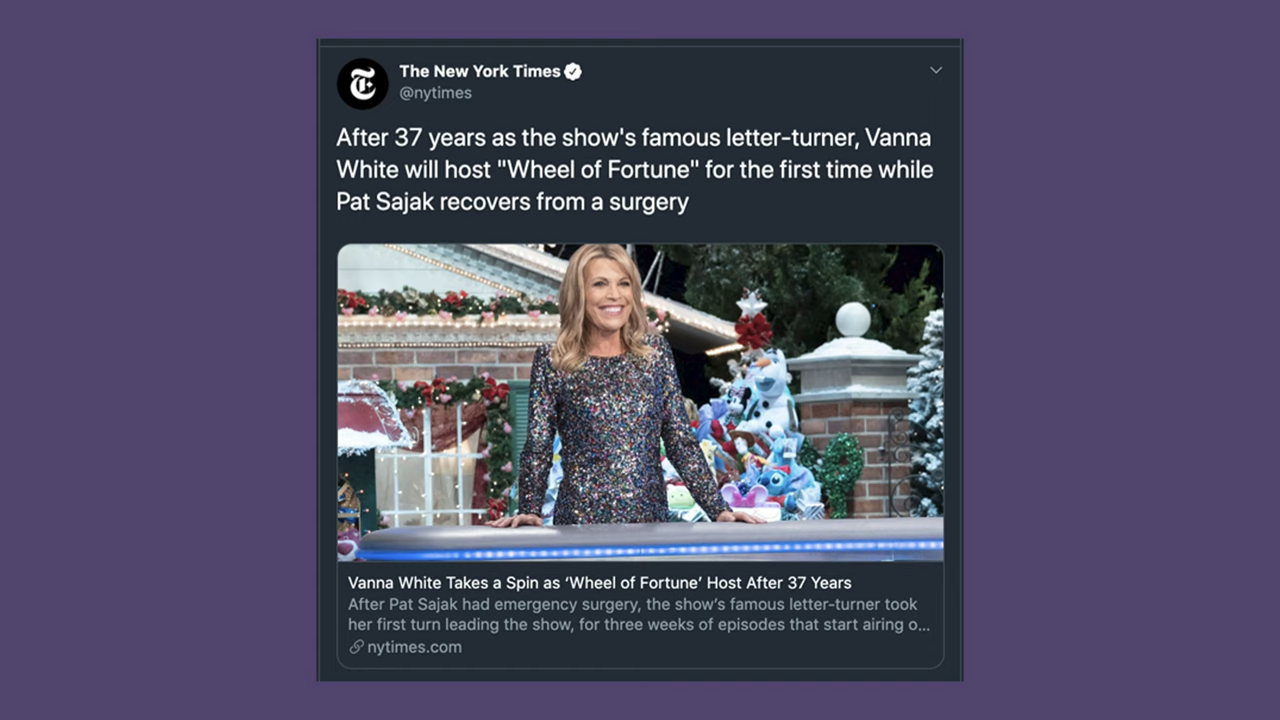 The New York Times
@nytimes
After 37 years as the show's famous letter-turner, Vanna
White will host "Wheel of Fortune" for the first time while
Pat Sajak recovers from a surgery
Vanna White Takes a Spin as ‘Wheel of Fortune’ Host After 37 Years
After Pat Sajak had emergency surgery, the show’s famous letter-turner took
her first turn leading the show, for three weeks of episodes that start airing o...
nytimes.com